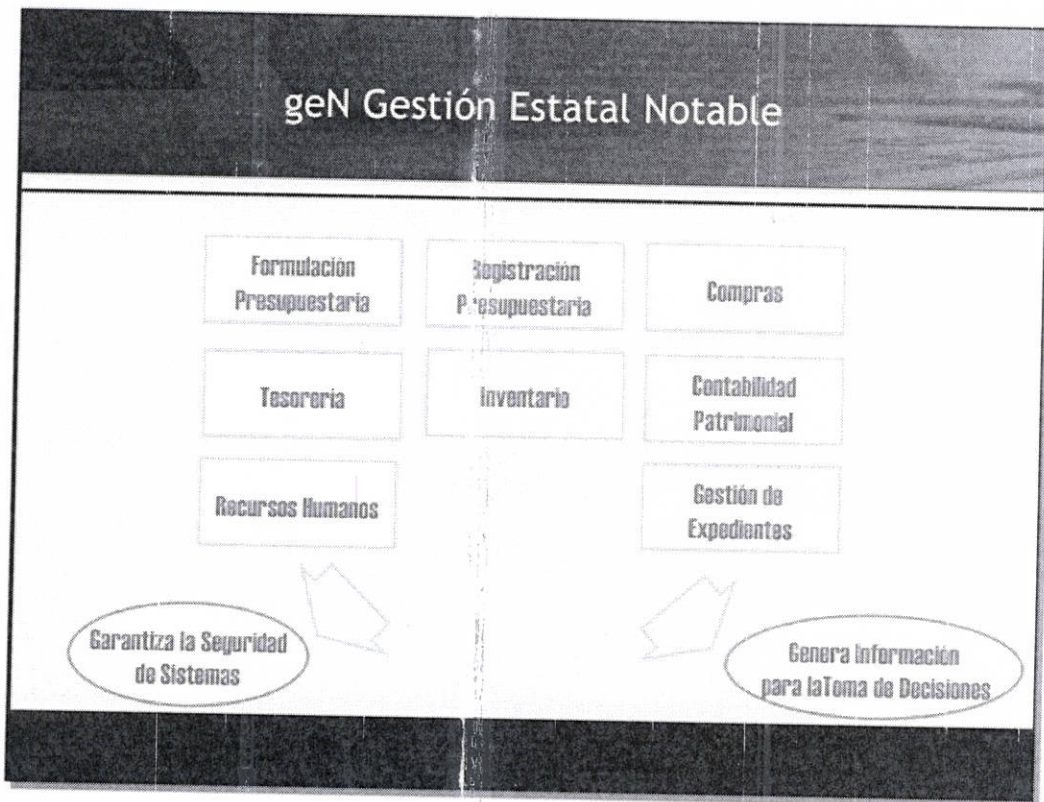 geN Gestión Estatal Notable
Formulación
Presupuestaria
Registración
Presupuestaria
Compras
Tesorería
Inventario
Contabilidad
Patrimonial
Recursos Humanos
Gestión de
Expedientes
Garantiza la Seguridad
de Sistemas
Genera Información
para laToma de Decisiones